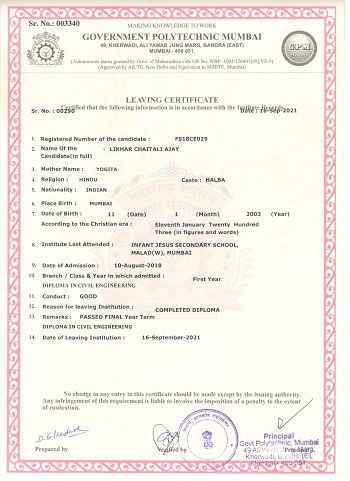 Sr. No.: 003340
MAKING KNOWLEDGE TO WORK
GOVERNMENT POLYTECHNIC MUMBAI
49, KHERWADI, ALI YAWAR JUNG MARG, BANDRA (EAST)
MUMBAI - 400 051.
(Autonomous status granted by Govt. of Maharashtra vide GR No. WBP-1093/126401)
(Approved by AICTE, New Delhi and Equivalent to MSBTE, Mumbai)
GPM
LEAVING CERTIFICATE
Certified that the following information is in accordance with the Institute Records.
Sr. No. : 00290 Date : 16-Sep-2021
1. Registered Number of the candidate : FS18CE029
2. Name Of the : LIKHAR CHAITALI AJAY
Candidate(in full)
3. Mother Name : YOGITA
4. Religion : HINDU Caste : HALBA
5. Nationality : INDIAN
6. Place Birth : MUMBAI
7. Date of Birth : 11 (Date) 1 (Month) 2003 (Year)
According to the Christian era : Eleventh January Twenty Hundred
Three (in figures and words)
8. Institute Last Attended : INFANT JESUS SECONDARY SCHOOL,
MALAD(W), MUMBAI
9. Date of Admission : 10-August-2018
10. Branch / Class & Year in which admitted : First Year
DIPLOMA IN CIVIL ENGINEERING
11. Conduct : GOOD
12. Reason for leaving Institution : COMPLETED DIPLOMA
13. Remarks : PASSED FINAL Year Term
DIPLOMA IN CIVIL ENGINEERING
14. Date of Leaving Institution : 16-September-2021
No change in any entry in this certificate should be made except by the issuing authority.
Any infringement of this requirement is liable to involve the imposition of a penalty to the extent
of rustication.
Prepared by Verified by Principal
Principal
Govt Polytechnic, Mumbai
49 Ali Yavar Jung Marg,
Kherwadi, Bandra (E),
Mumbai - 400 051.